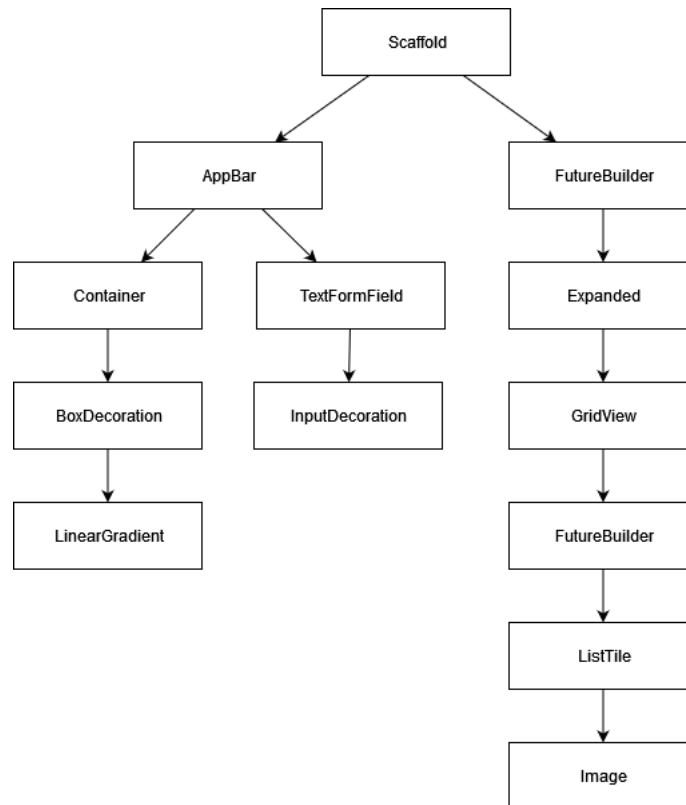 Scaffold
AppBar
FutureBuilder
Container
TextFormField
Expanded
BoxDecoration
InputDecoration
GridView
LinearGradient
FutureBuilder
ListTile
Image